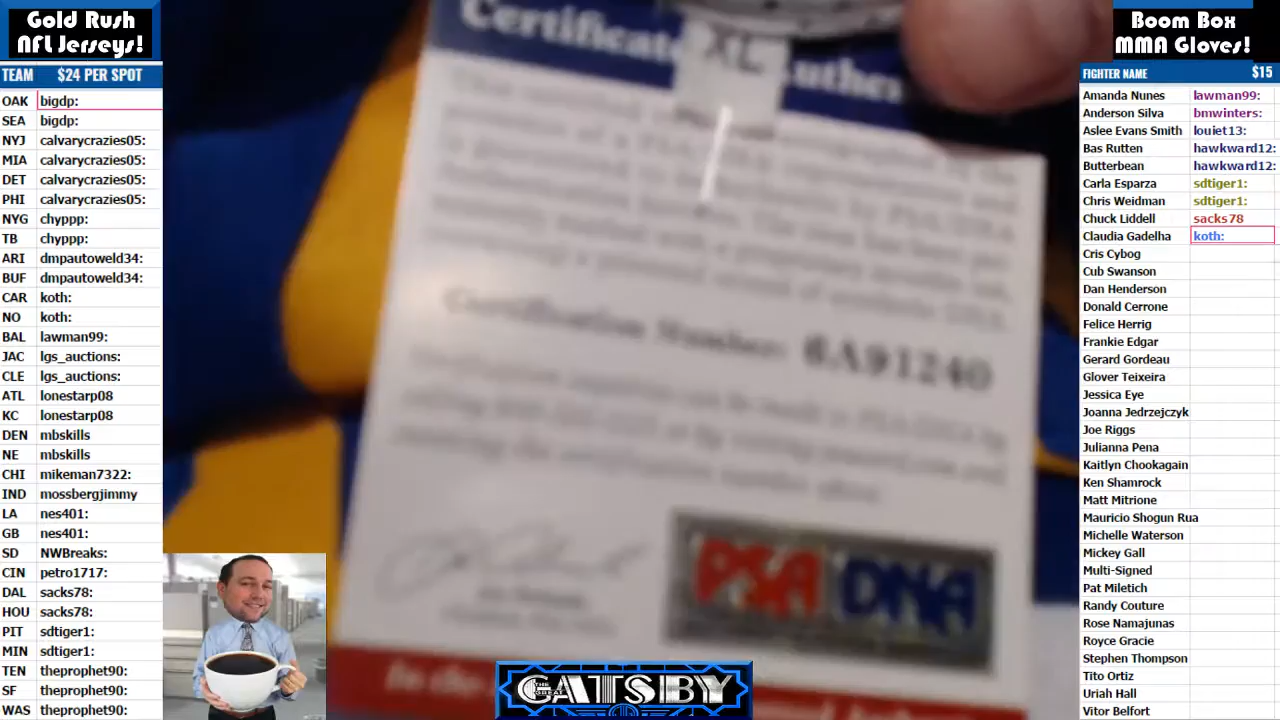 Gold Rush
NFL Jerseys!
TEAM $24 PER SPOT
OAK bigdp:
SEA bigdp:
NYJ calvarycrazies05:
MIA calvarycrazies05:
DET calvarycrazies05:
PHI calvarycrazies05:
NYG chyppp:
TB chyppp:
ARI dmpautoweld34:
BUF dmpautoweld34:
CAR koth:
NO koth:
BAL lawman99:
JAC lgs_auctions:
CLE lgs_auctions:
ATL lonestarp08
KC lonestarp08
DEN mbskills
NE mbskills
CHI mikeman7322:
IND mossbergjimmy
LA nes401:
GB nes401:
SD NWBreaks:
CIN petro1717:
DAL sacks78:
HOU sacks78:
PIT sdtiger1:
MIN sdtiger1:
TEN theprophet90:
SF theprophet90:
WAS theprophet90:
Certification Number: 6A91240
PSA DNA
THE GREAT
GATSBY
Boom Box
MMA Gloves!
FIGHTER NAME $15
Amanda Nunes lawman99:
Anderson Silva bmwinters:
Aslee Evans Smith louiet13:
Bas Rutten hawkward12:
Butterbean hawkward12:
Carla Esparza sdtiger1:
Chris Weidman sdtiger1:
Chuck Liddell sacks78
Claudia Gadelha koth:
Cris Cybog
Cub Swanson
Dan Henderson
Donald Cerrone
Felice Herrig
Frankie Edgar
Gerard Gordeau
Glover Teixeira
Jessica Eye
Joanna Jedrzejczyk
Joe Riggs
Julianna Pena
Kaitlyn Chookagain
Ken Shamrock
Matt Mitrione
Mauricio Shogun Rua
Michelle Waterson
Mickey Gall
Multi-Signed
Pat Miletich
Randy Couture
Rose Namajunas
Royce Gracie
Stephen Thompson
Tito Ortiz
Uriah Hall
Vitor Belfort